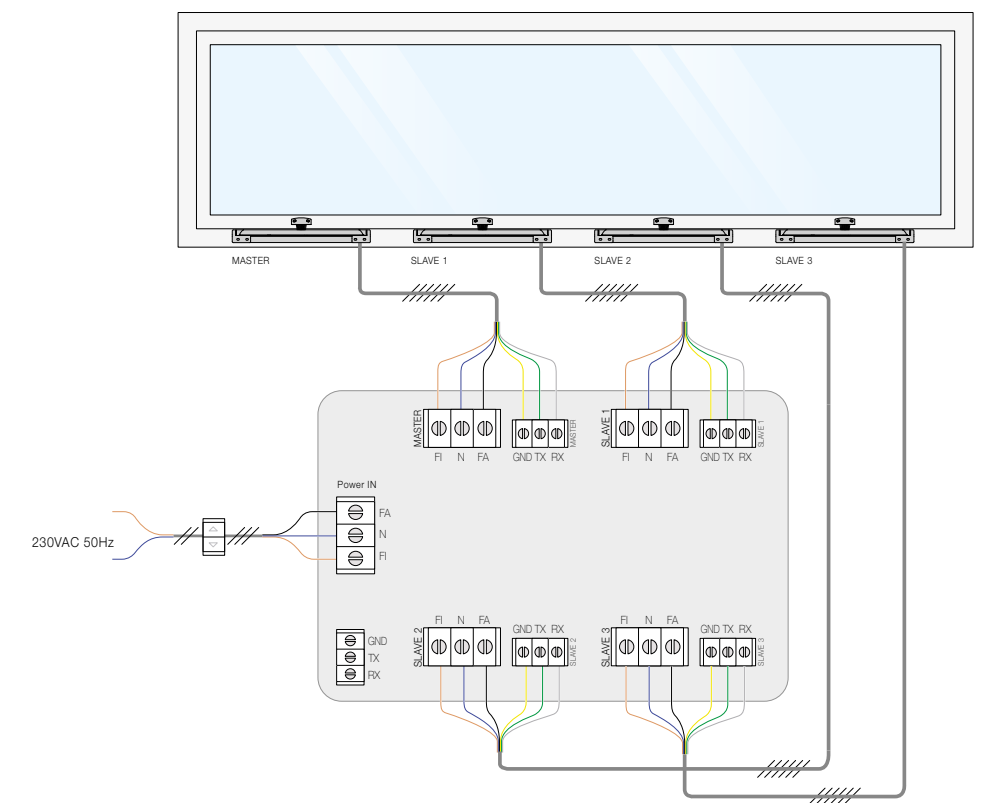 MASTER SLAVE 1 SLAVE 2 SLAVE 3
MASTER
MASTER
SLAVE 1
SLAVE 1
FI N FA GND TX RX FI N FA GND TX RX
Power IN
FA
N
FI
230VAC 50Hz
FI N FA GND TX RX FI N FA GND TX RX
SLAVE 2
SLAVE 2
SLAVE 3
SLAVE 3
GND
TX
RX